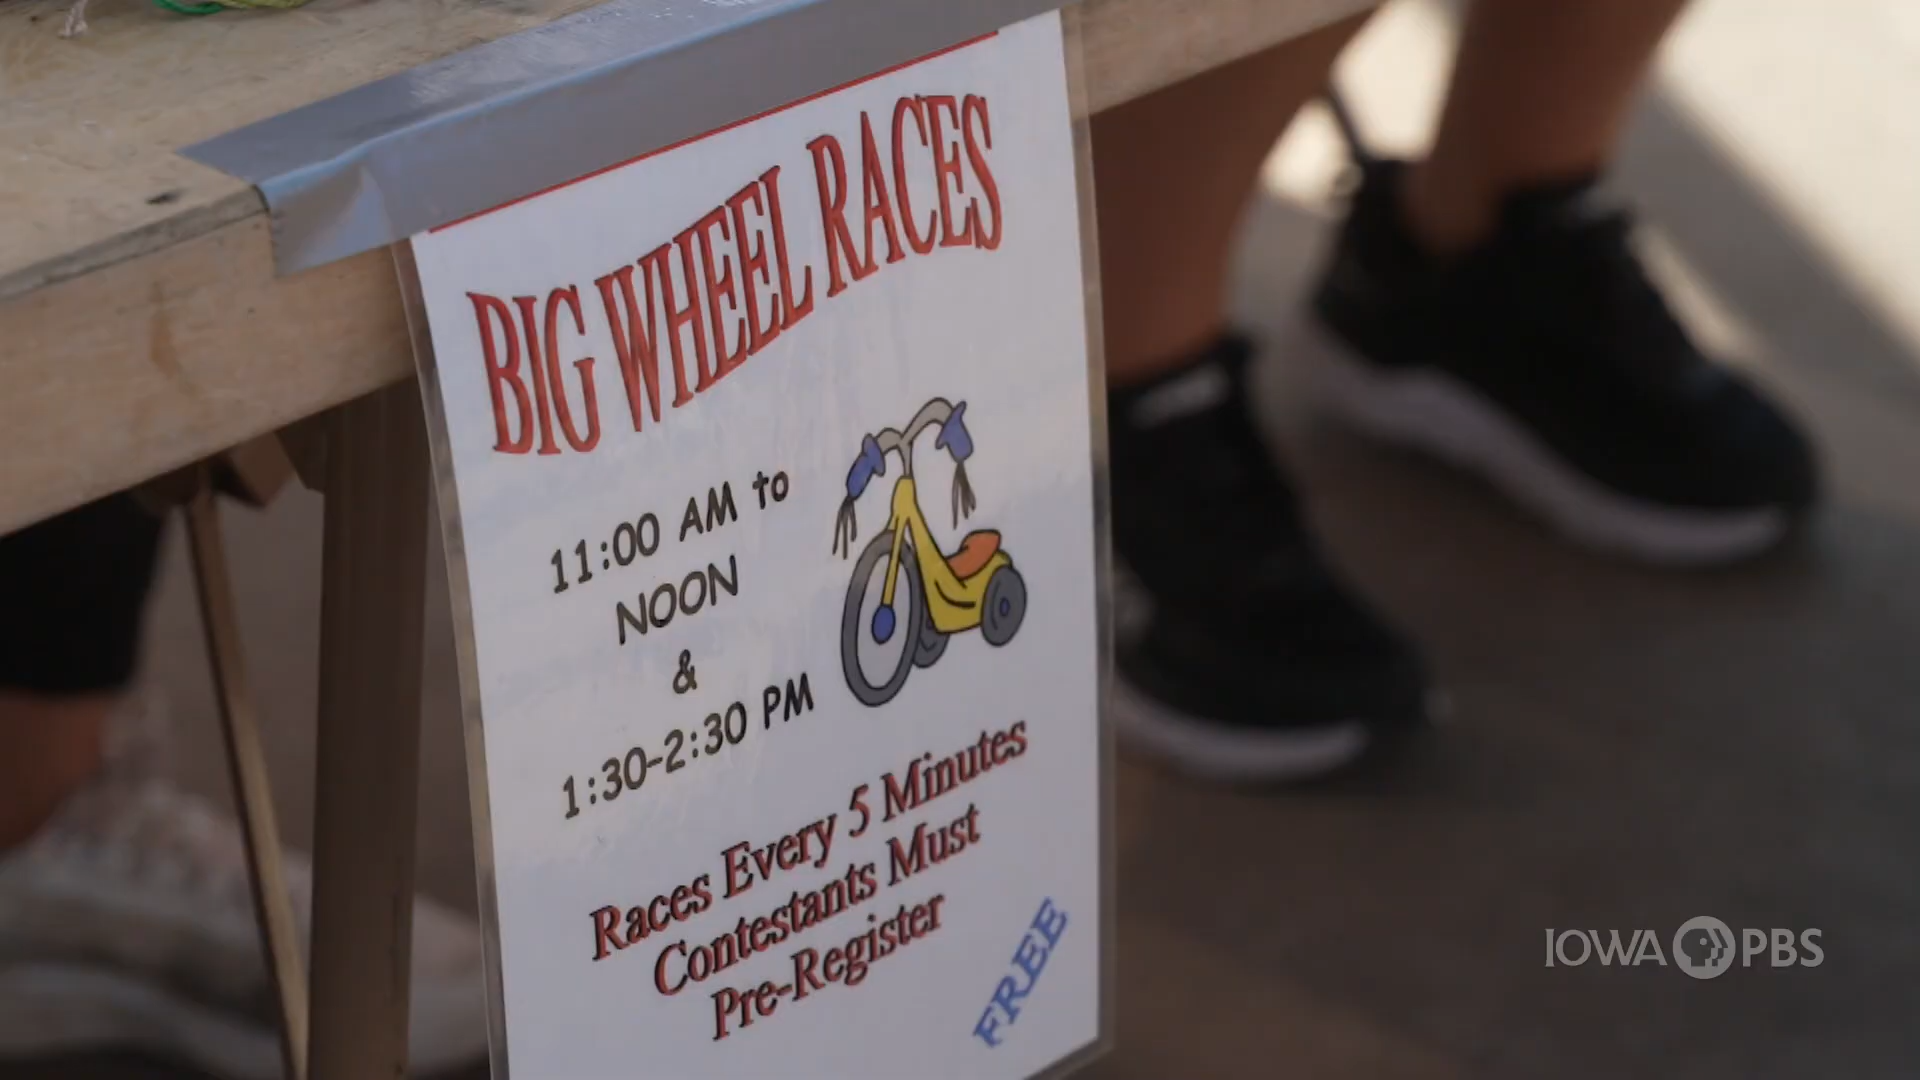 BIG WHEEL RACES
11:00 AM to
NOON
&
1:30-2:30 PM
Races Every 5 Minutes
Contestants Must
Pre-Register
FREE
IOWA PBS